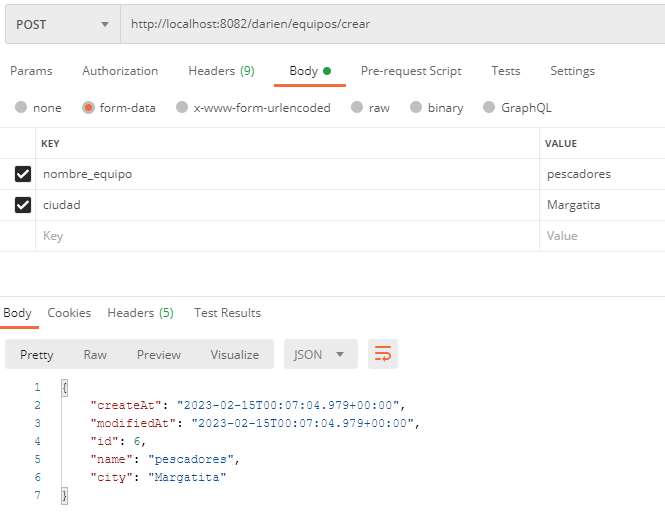 POST http://localhost:8082/darien/equipos/crear
Params Authorization Headers (9) Body Pre-request Script Tests Settings
none form-data x-www-form-urlencoded raw binary GraphQL
KEY VALUE
nombre_equipo pescadores
ciudad Margatita
Key Value
Body Cookies Headers (5) Test Results
Pretty Raw Preview Visualize JSON
1 {
2 "createAt": "2023-02-15T00:07:04.979+00:00",
3 "modifiedAt": "2023-02-15T00:07:04.979+00:00",
4 "id": 6,
5 "name": "pescadores",
6 "city": "Margatita"
7 }